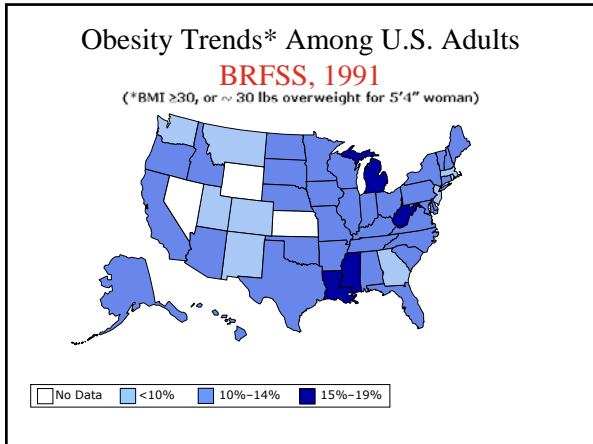 Obesity Trends* Among U.S. Adults
BRFSS, 1991
(*BMI ≥30, or ~ 30 lbs overweight for 5'4" woman)
No Data <10% 10%–14% 15%–19%